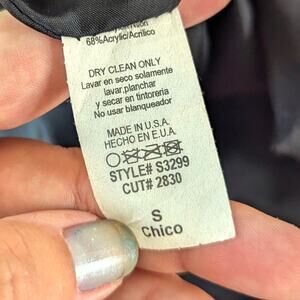 68%Acrylic/Acrilico
DRY CLEAN ONLY
Lavar en seco solamente
lavar,planchar
y secar en tintoreria
No usar blanqueador
MADE IN U.S.A.
HECHO EN E.U.A.
STYLE# S3299
CUT# 2830
S
Chico